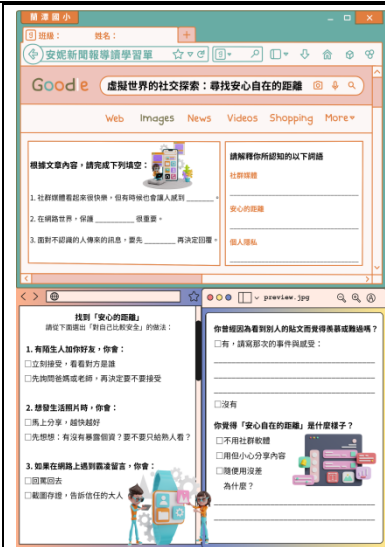 蘭潭國小
班級： 姓名：
安妮新聞報導讀學習單
Goodle 虛擬世界的社交探索：尋找安心自在的距離
Web Images News Videos Shopping More
根據文章內容，請完成下列填空：
1. 社群媒體看起來很快樂，但有時候也會讓人感到 ________ 。
2. 在網路世界，保護 ________ 很重要。
3. 面對不認識的人傳來的訊息，要先 ________ 再決定回覆。
請解釋你所認知的以下詞語
社群媒體
安心的距離
個人隱私
找到「安心的距離」
請從下面選出「對自己比較安全」的做法：
1. 有陌生人加你好友，你會：
□立刻接受，看看對方是誰
□先詢問爸媽或老師，再決定要不要接受
2. 想發生活照片時，你會：
□馬上分享，越快越好
□先想想：有沒有暴露個資？要不要只給熟人看？
3. 如果在網路上遇到霸凌留言，你會：
□回罵回去
□截圖存證，告訴信任的大人
preview.jpg
你曾經因為看到別人的貼文而覺得羨慕或難過嗎？
□有，請寫那次的事件與感受：
□沒有
你覺得「安心自在的距離」是什麼樣子？
□不用社群軟體
□用但小心分享內容
□隨便用沒差
為什麼？